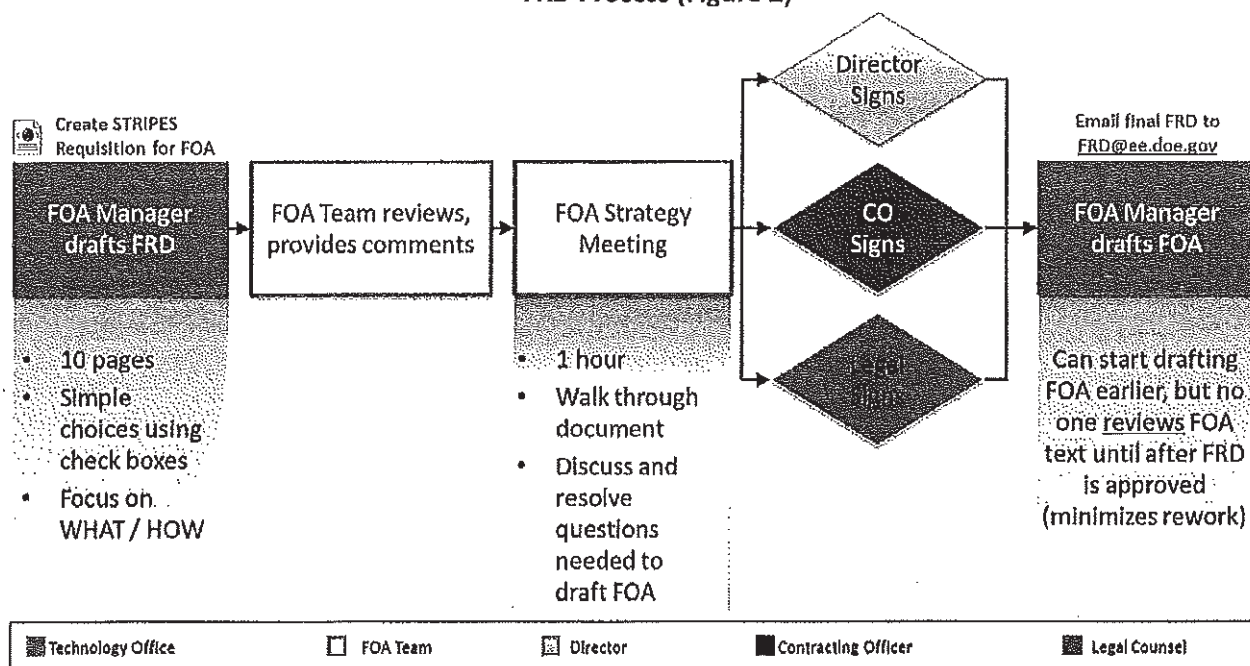 Create STRIPES
Requisition for FOA
FOA Manager
drafts FRD
• 10 pages
• Simple
choices using
check boxes
• Focus on
WHAT / HOW
FOA Team reviews,
provides comments
FOA Strategy
Meeting
• 1 hour
• Walk through
document
• Discuss and
resolve
questions
needed to
draft FOA
Director
Signs
CO
Signs
Legal
Signs
Email final FRD to
FRD@ee.doe.gov
FOA Manager
drafts FOA
Can start drafting
FOA earlier, but no
one reviews FOA
text until after FRD
is approved
(minimizes rework)
Technology Office
FOA Team
Director
Contracting Officer
Legal Counsel